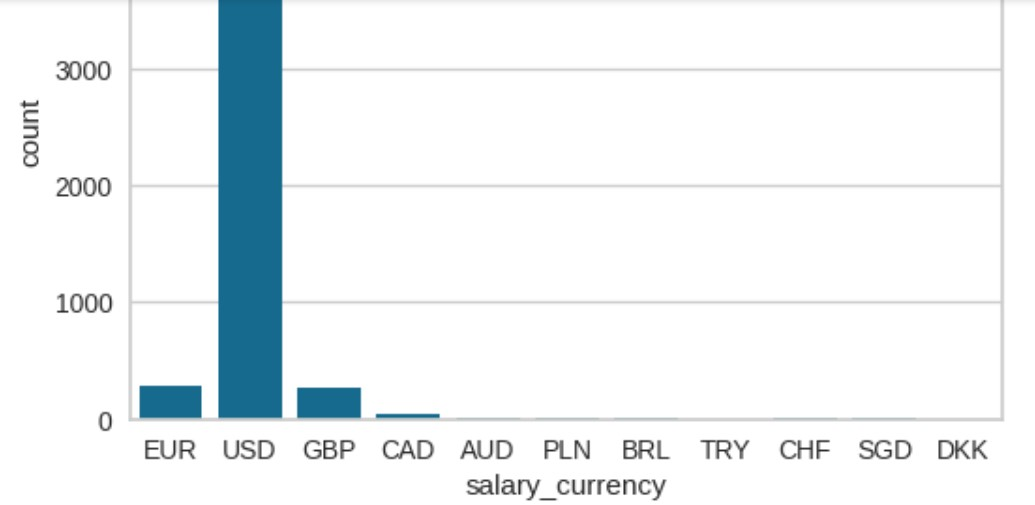 3000
count
2000
1000
0
EUR USD GBP CAD AUD PLN BRL TRY CHF SGD DKK
salary_currency